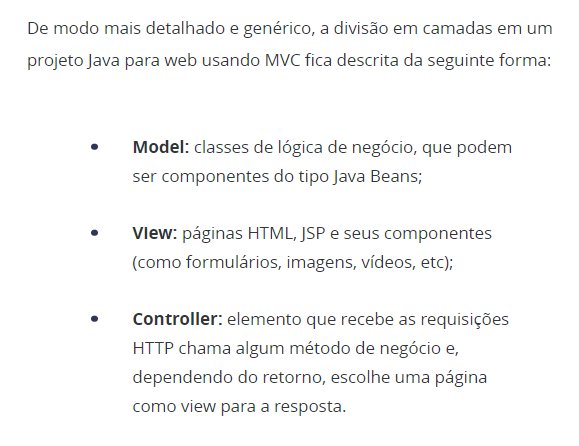 De modo mais detalhado e genérico, a divisão em camadas em um
projeto Java para web usando MVC fica descrita da seguinte forma:
• Model: classes de lógica de negócio, que podem
ser componentes do tipo Java Beans;
• VIew: páginas HTML, JSP e seus componentes
(como formulários, imagens, vídeos, etc);
• Controller: elemento que recebe as requisições
HTTP chama algum método de negócio e,
dependendo do retorno, escolhe uma página
como view para a resposta.